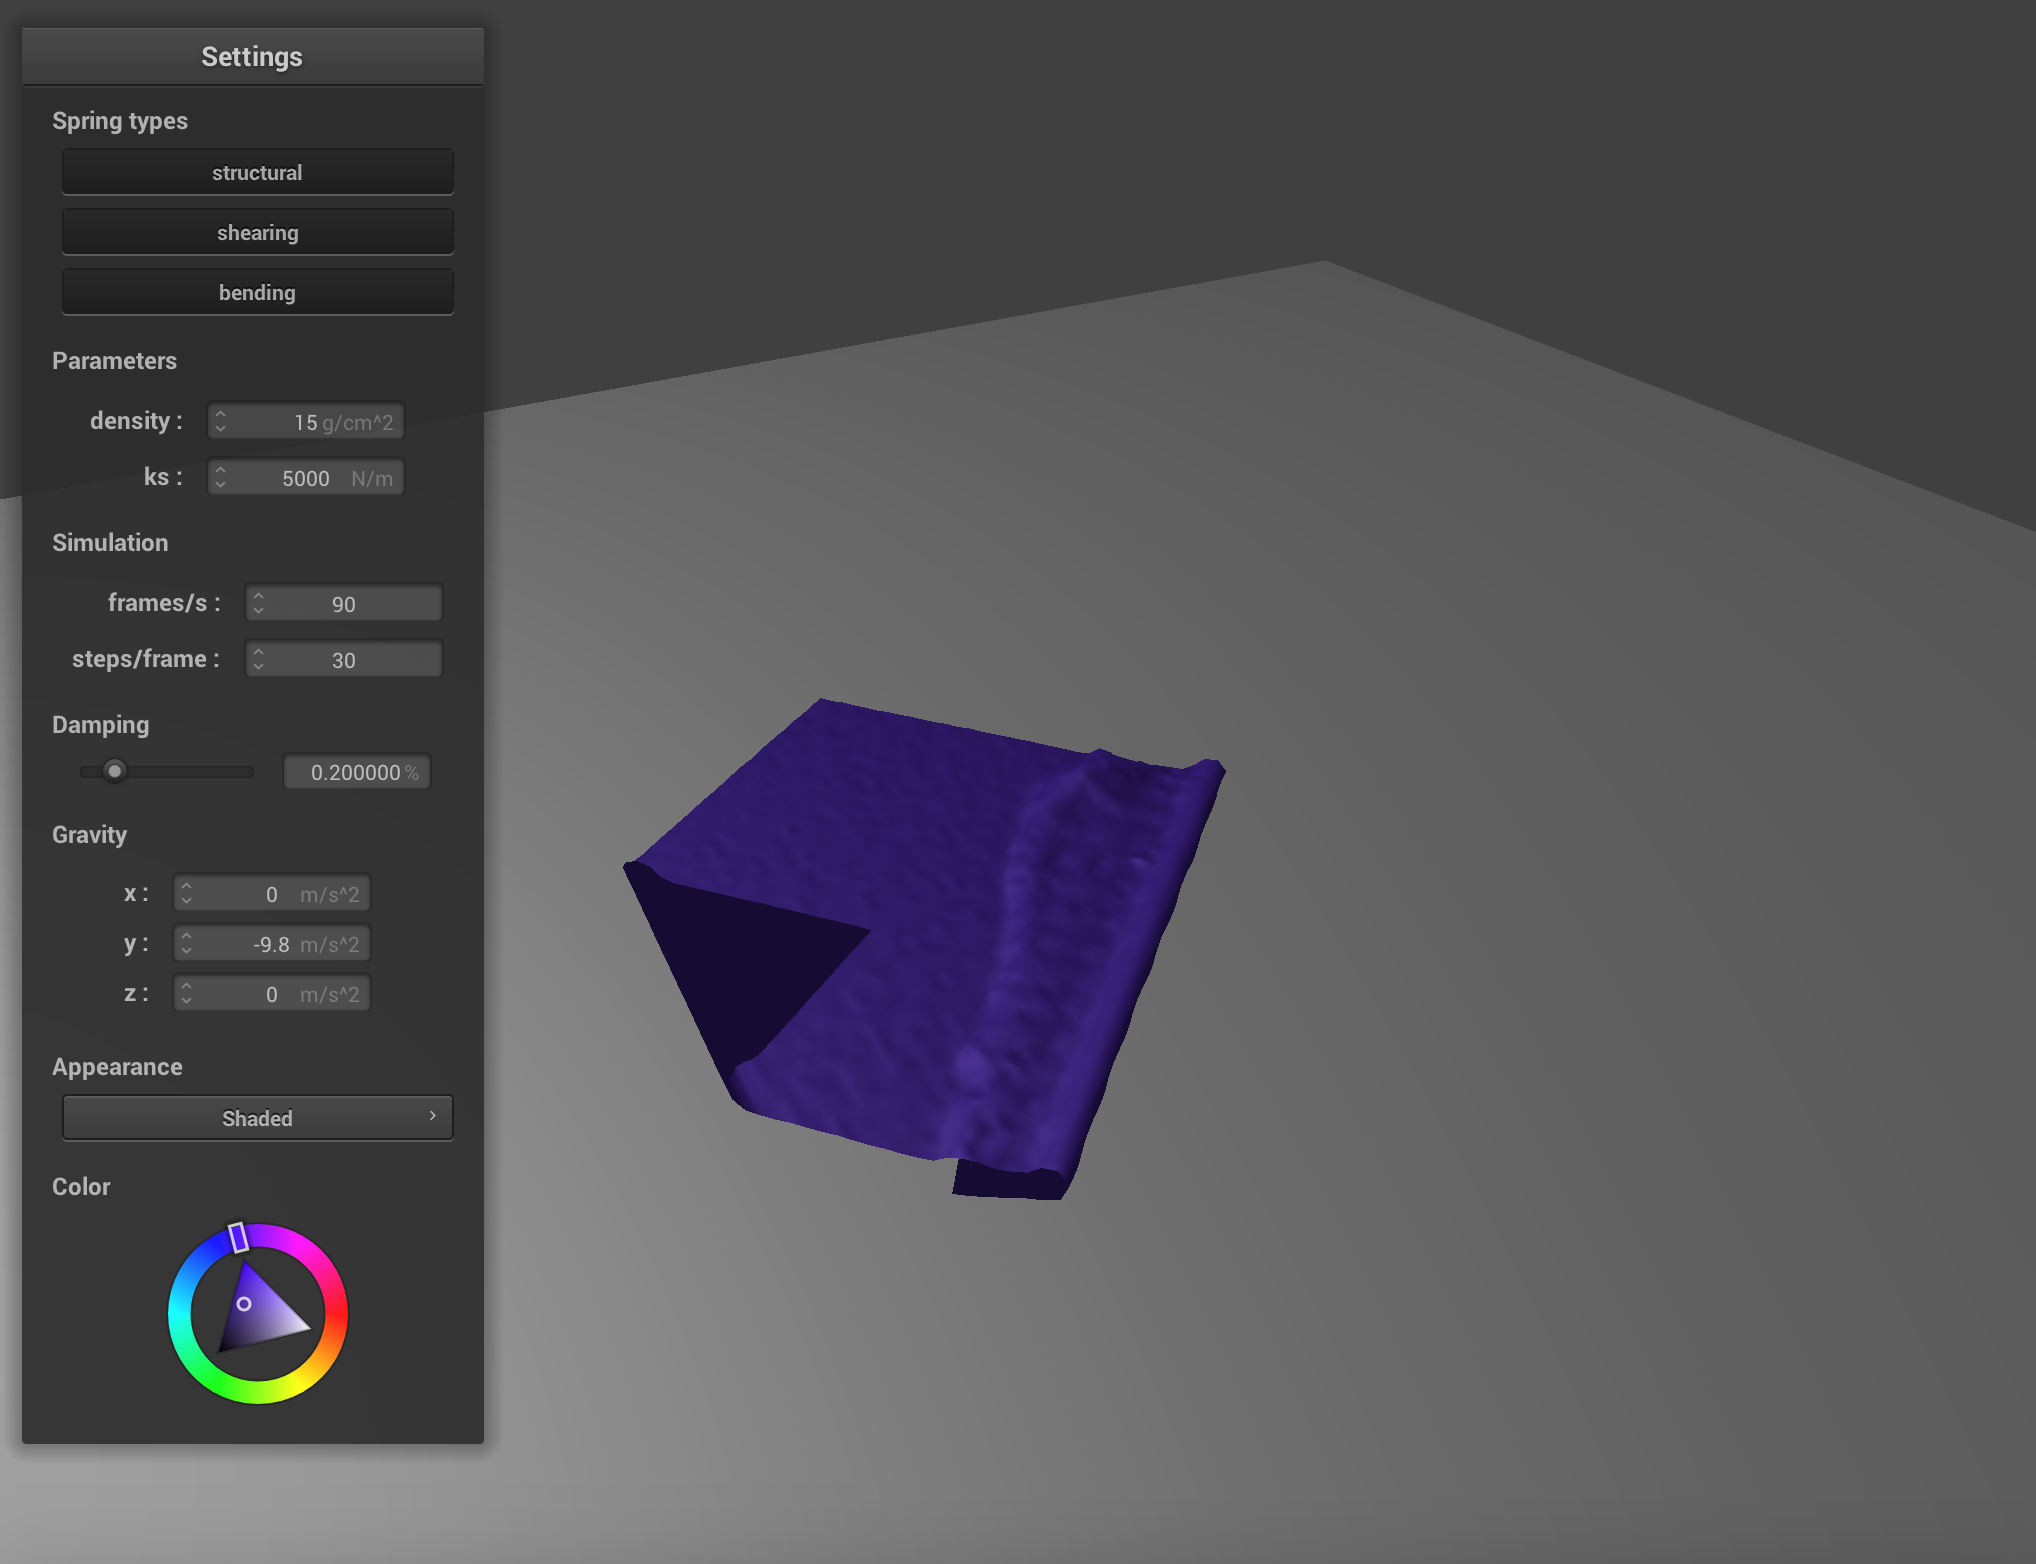 Settings
Spring types
structural
shearing
bending
Parameters
density : 15 g/cm^2
ks : 5000 N/m
Simulation
frames/s : 90
steps/frame : 30
Damping
0.200000 %
Gravity
x : 0 m/s^2
y : -9.8 m/s^2
z : 0 m/s^2
Appearance
Shaded
Color